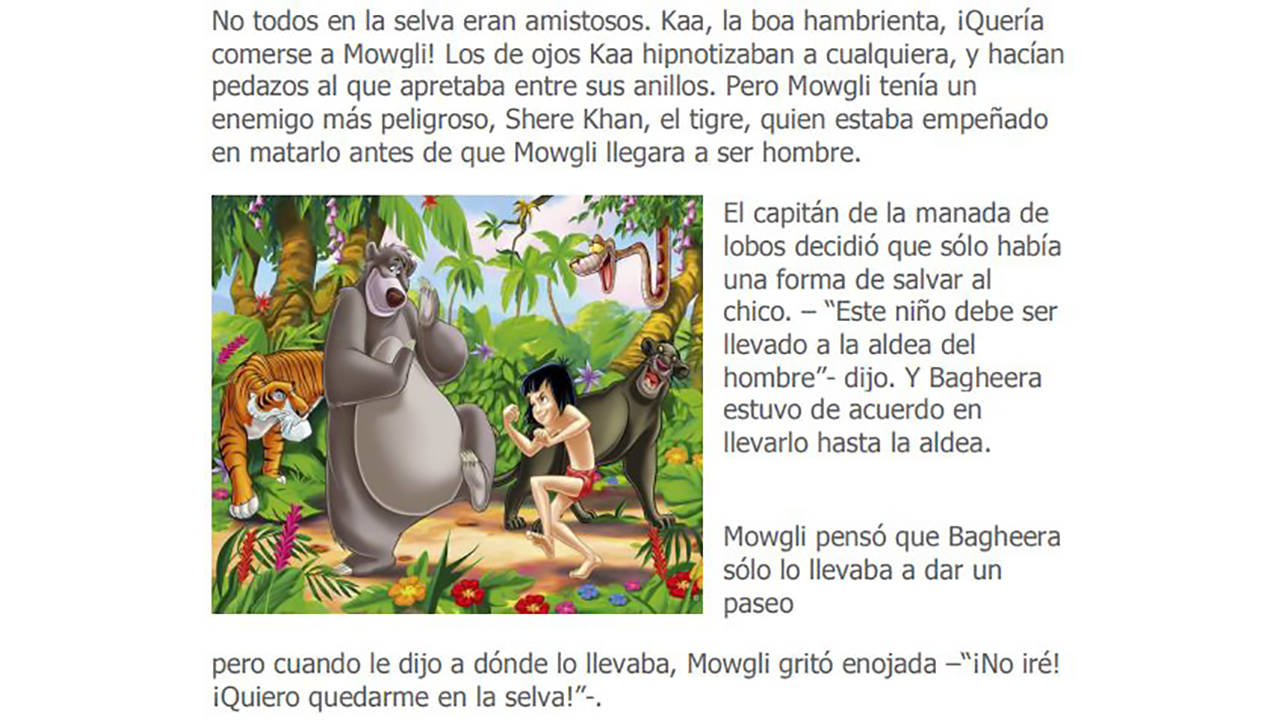 No todos en la selva eran amistosos. Kaa, la boa hambrienta, ¡Quería
comerse a Mowgli! Los de ojos Kaa hipnotizaban a cualquiera, y hacían
pedazos al que apretaba entre sus anillos. Pero Mowgli tenía un
enemigo más peligroso, Shere Khan, el tigre, quien estaba empeñado
en matarlo antes de que Mowgli llegara a ser hombre.
El capitán de la manada de
lobos decidió que sólo había
una forma de salvar al
chico. – “Este niño debe ser
llevado a la aldea del
hombre”- dijo. Y Bagheera
estuvo de acuerdo en
llevarlo hasta la aldea.
Mowgli pensó que Bagheera
sólo lo llevaba a dar un
paseo
pero cuando le dijo a dónde lo llevaba, Mowgli gritó enojada –“¡No iré!
¡Quiero quedarme en la selva!”-.